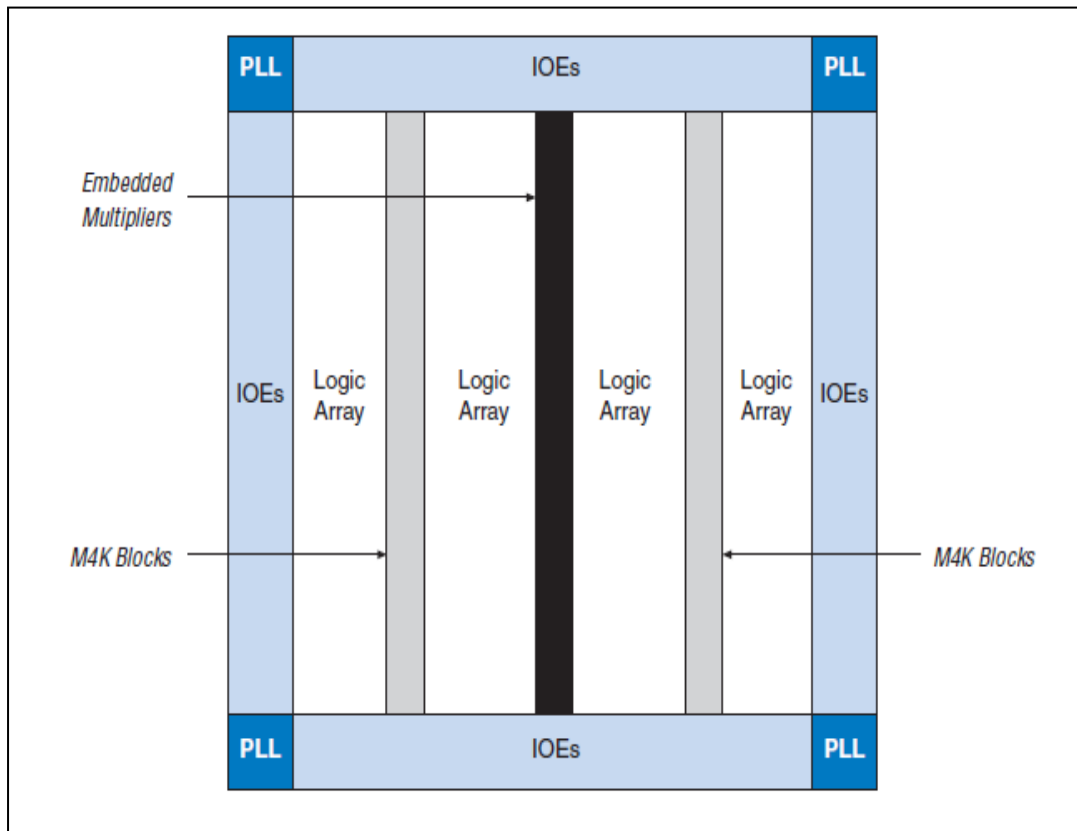 PLL
IOEs
PLL
Embedded
Multipliers
IOEs
Logic
Array
Logic
Array
Logic
Array
Logic
Array
IOEs
M4K Blocks
M4K Blocks
PLL
IOEs
PLL